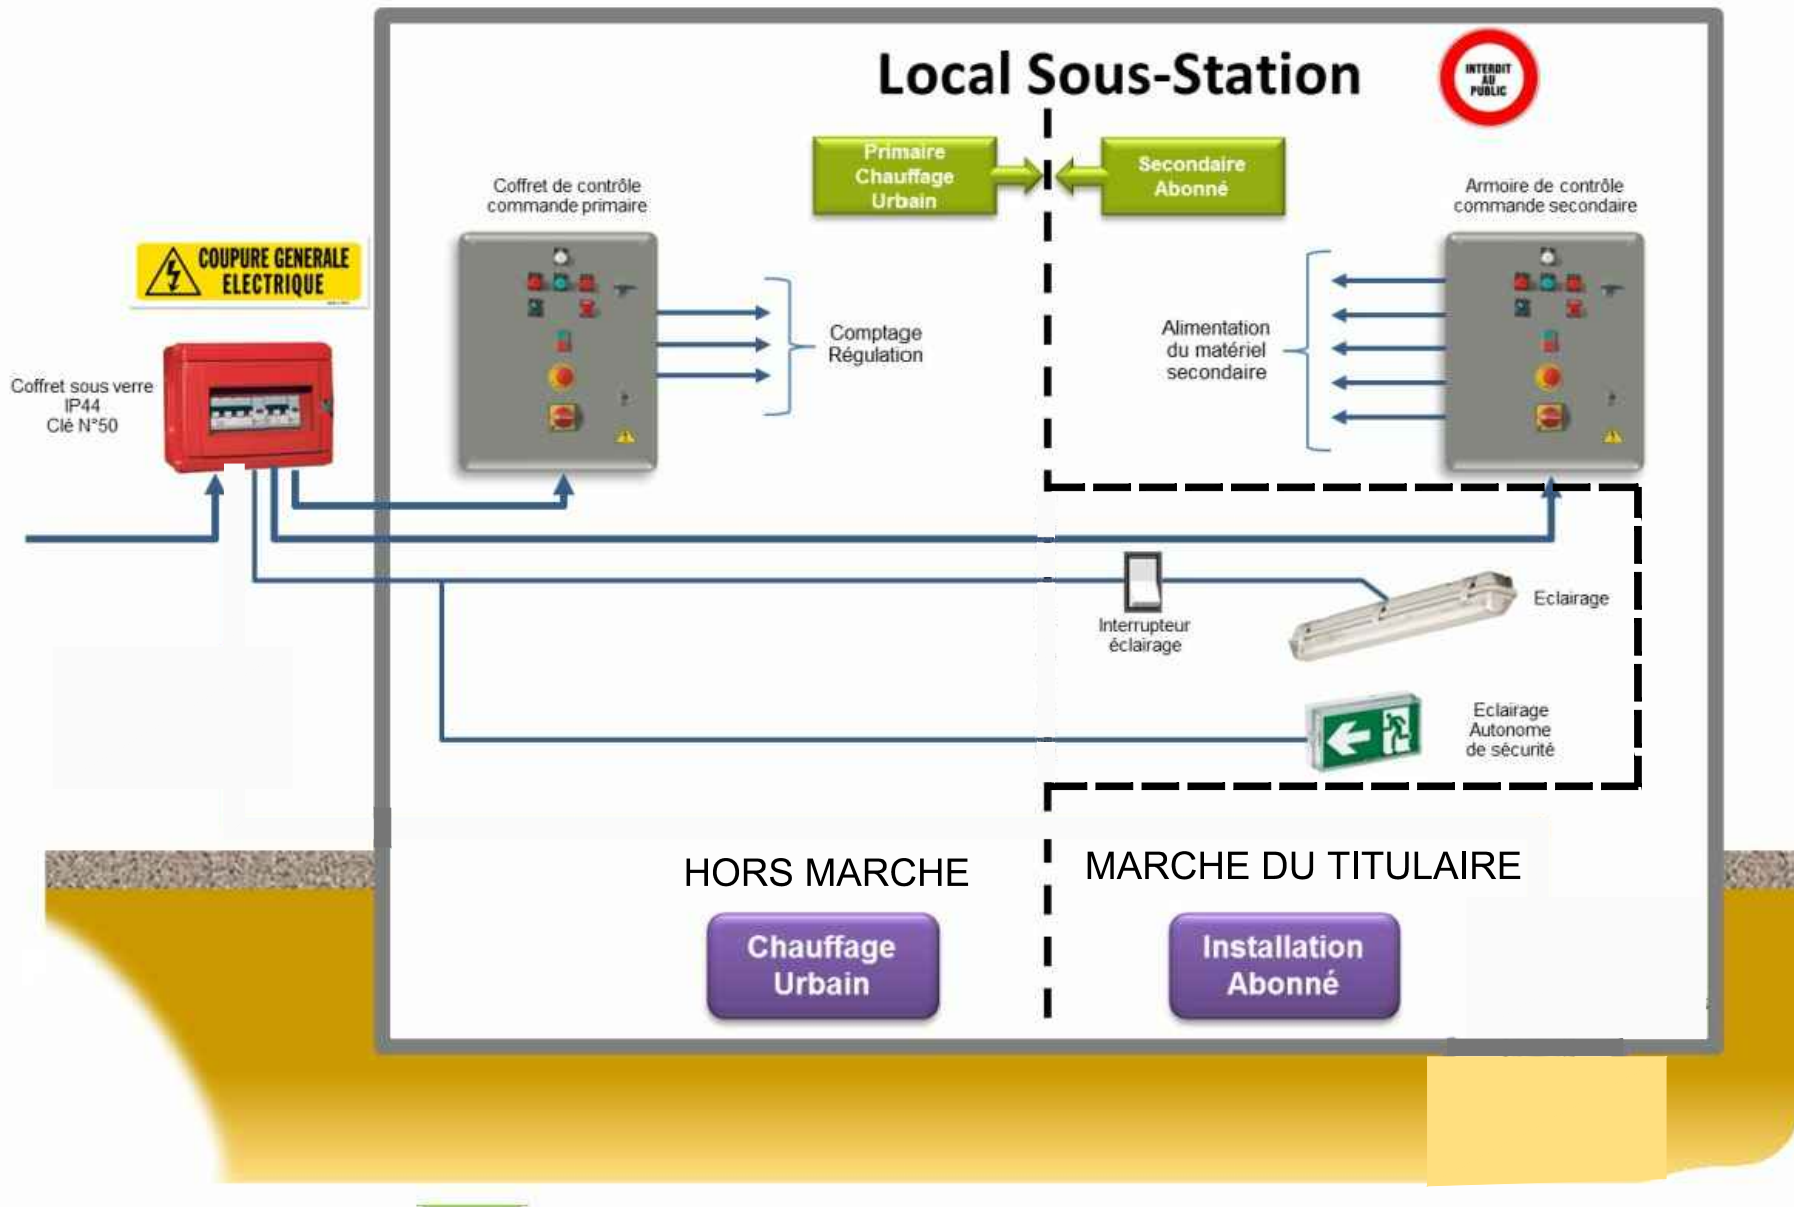 Local Sous-Station
INTERDIT
AU
PUBLIC
Primaire
Chauffage
Urbain
Secondaire
Abonné
Coffret de contrôle
commande primaire
Armoire de contrôle
commande secondaire
COUPURE GENERALE
ELECTRIQUE
Coffret sous verre
IP44
Clé N°50
Comptage
Régulation
Alimentation
du matériel
secondaire
Interrupteur
éclairage
Eclairage
Eclairage
Autonome
de sécurité
HORS MARCHE
MARCHE DU TITULAIRE
Chauffage
Urbain
Installation
Abonné